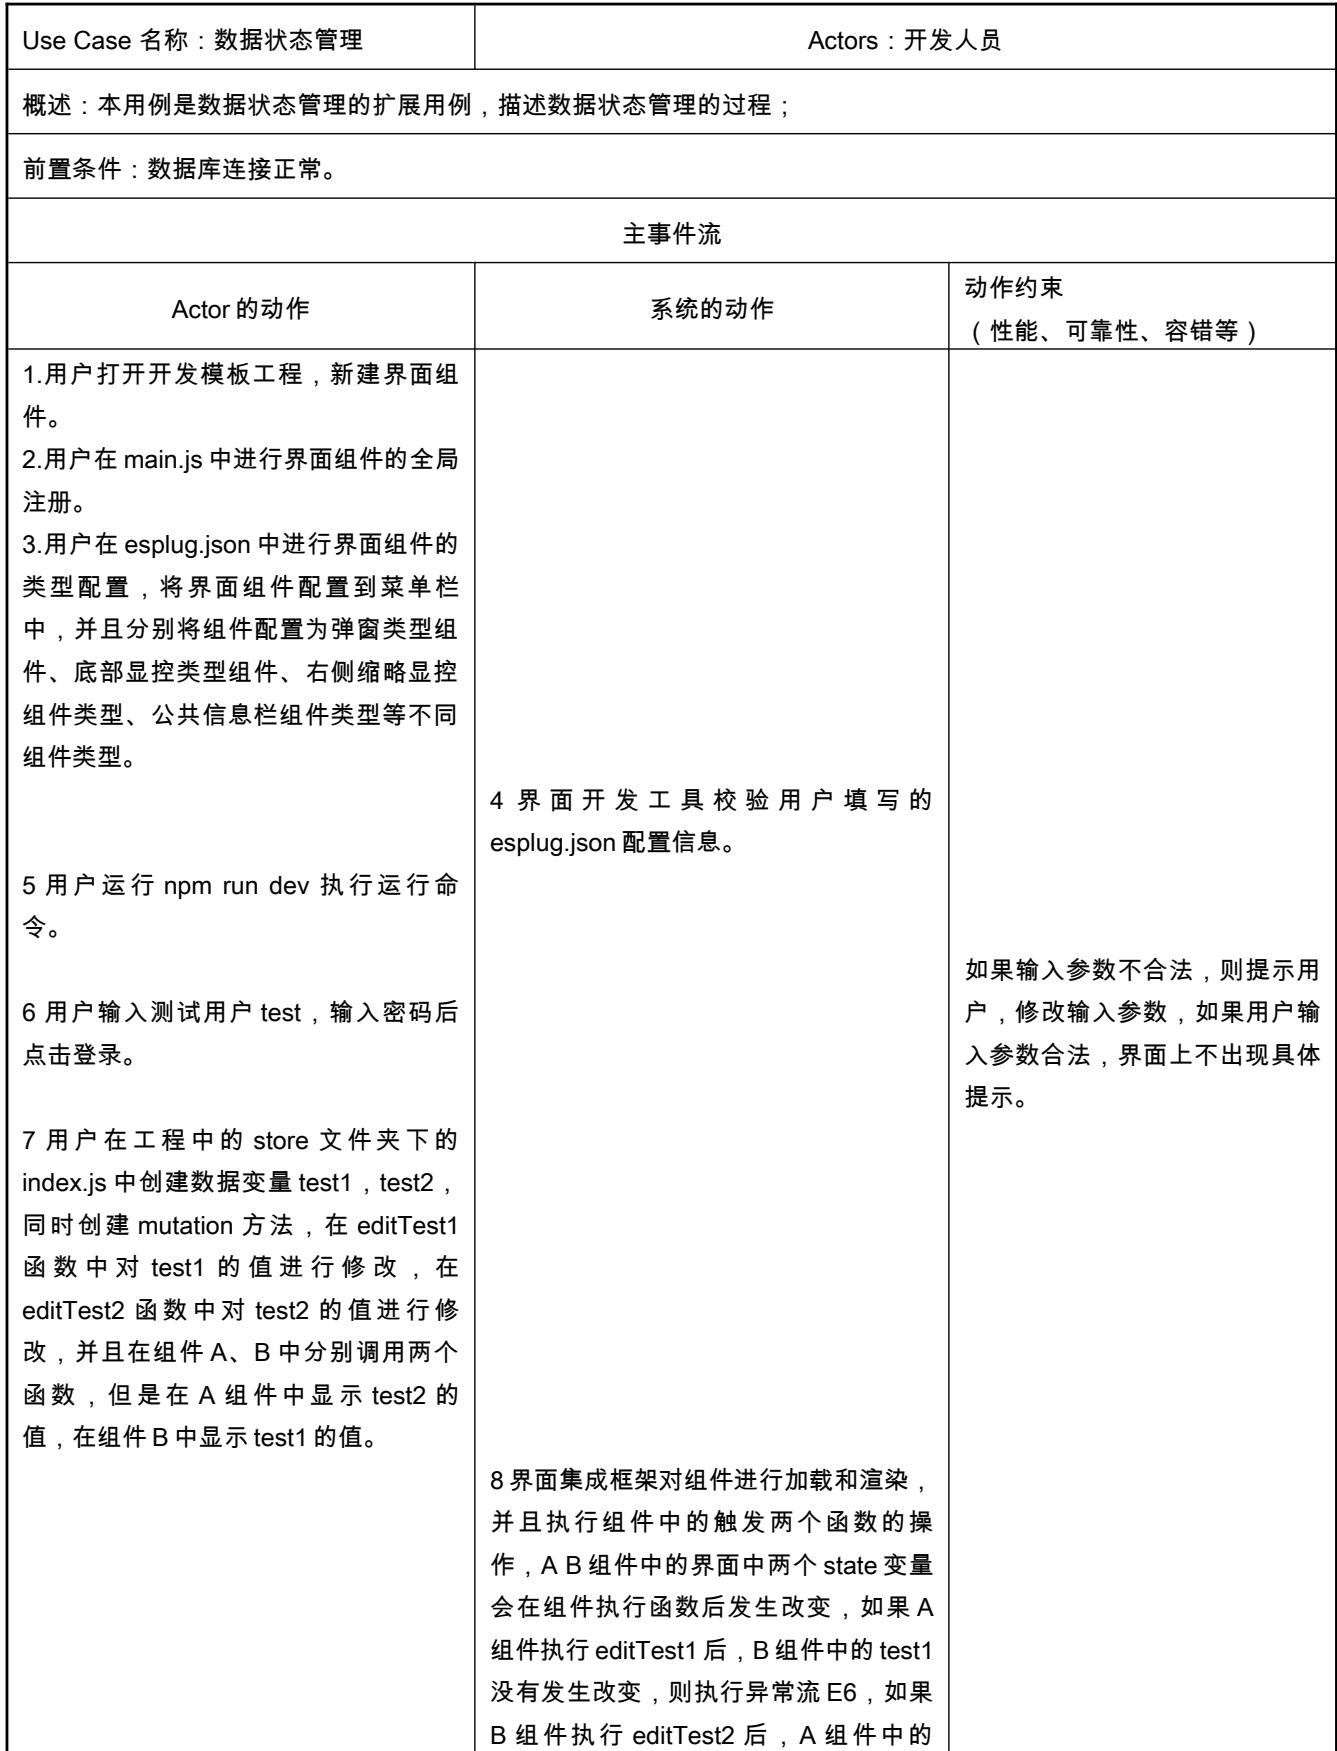 Use Case 名称：数据状态管理
Actors：开发人员
概述：本用例是数据状态管理的扩展用例，描述数据状态管理的过程；
前置条件：数据库连接正常。
主事件流
Actor 的动作
系统的动作
动作约束
（性能、可靠性、容错等）
1.用户打开开发模板工程，新建界面组
件。
2.用户在 main.js 中进行界面组件的全局
注册。
3.用户在 esplug.json 中进行界面组件的
类型配置，将界面组件配置到菜单栏
中，并且分别将组件配置为弹窗类型组
件、底部显控类型组件、右侧缩略显控
组件类型、公共信息栏组件类型等不同
组件类型。
4 界面开发工具校验用户填写的
esplug.json 配置信息。
5 用户运行 npm run dev 执行运行命
令。
6 用户输入测试用户 test，输入密码后
点击登录。
如果输入参数不合法，则提示用
户，修改输入参数，如果用户输
入参数合法，界面上不出现具体
提示。
7 用户在工程中的 store 文件夹下的
index.js 中创建数据变量 test1，test2，
同时创建 mutation 方法，在 editTest1
函数中对 test1 的值进行修改，在
editTest2 函数中对 test2 的值进行修
改，并且在组件 A、B 中分别调用两个
函数，但是在 A 组件中显示 test2 的
值，在组件 B 中显示 test1 的值。
8 界面集成框架对组件进行加载和渲染，
并且执行组件中的触发两个函数的操
作，A B 组件中的界面中两个 state 变量
会在组件执行函数后发生改变，如果 A
组件执行 editTest1 后，B 组件中的 test1
没有发生改变，则执行异常流 E6，如果
B 组件执行 editTest2 后，A 组件中的